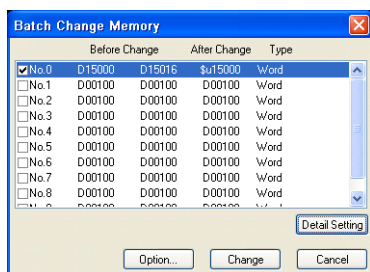 Batch Change Memory
Before Change After Change Type
No.0 D15000 D15016 $u15000 Word
No.1 D00100 D00100 D00100 Word
No.2 D00100 D00100 D00100 Word
No.3 D00100 D00100 D00100 Word
No.4 D00100 D00100 D00100 Word
No.5 D00100 D00100 D00100 Word
No.6 D00100 D00100 D00100 Word
No.7 D00100 D00100 D00100 Word
No.8 D00100 D00100 D00100 Word
Detail Setting
Option... Change Cancel